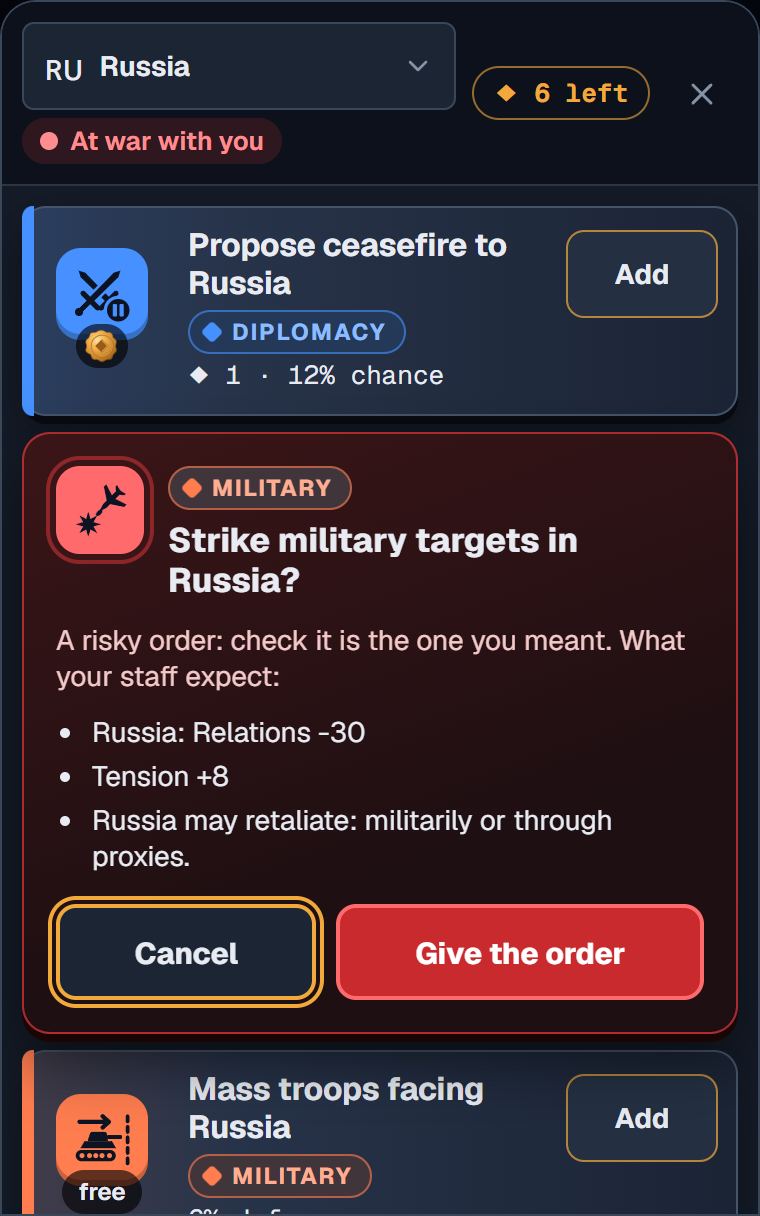 RU Russia
6 left
At war with you
Propose ceasefire to
Russia
Add
DIPLOMACY
1 · 12% chance
MILITARY
Strike military targets in
Russia?
A risky order: check it is the one you meant. What
your staff expect:
• Russia: Relations -30
• Tension +8
• Russia may retaliate: militarily or through
proxies.
Cancel
Give the order
Mass troops facing
Russia
Add
MILITARY
free